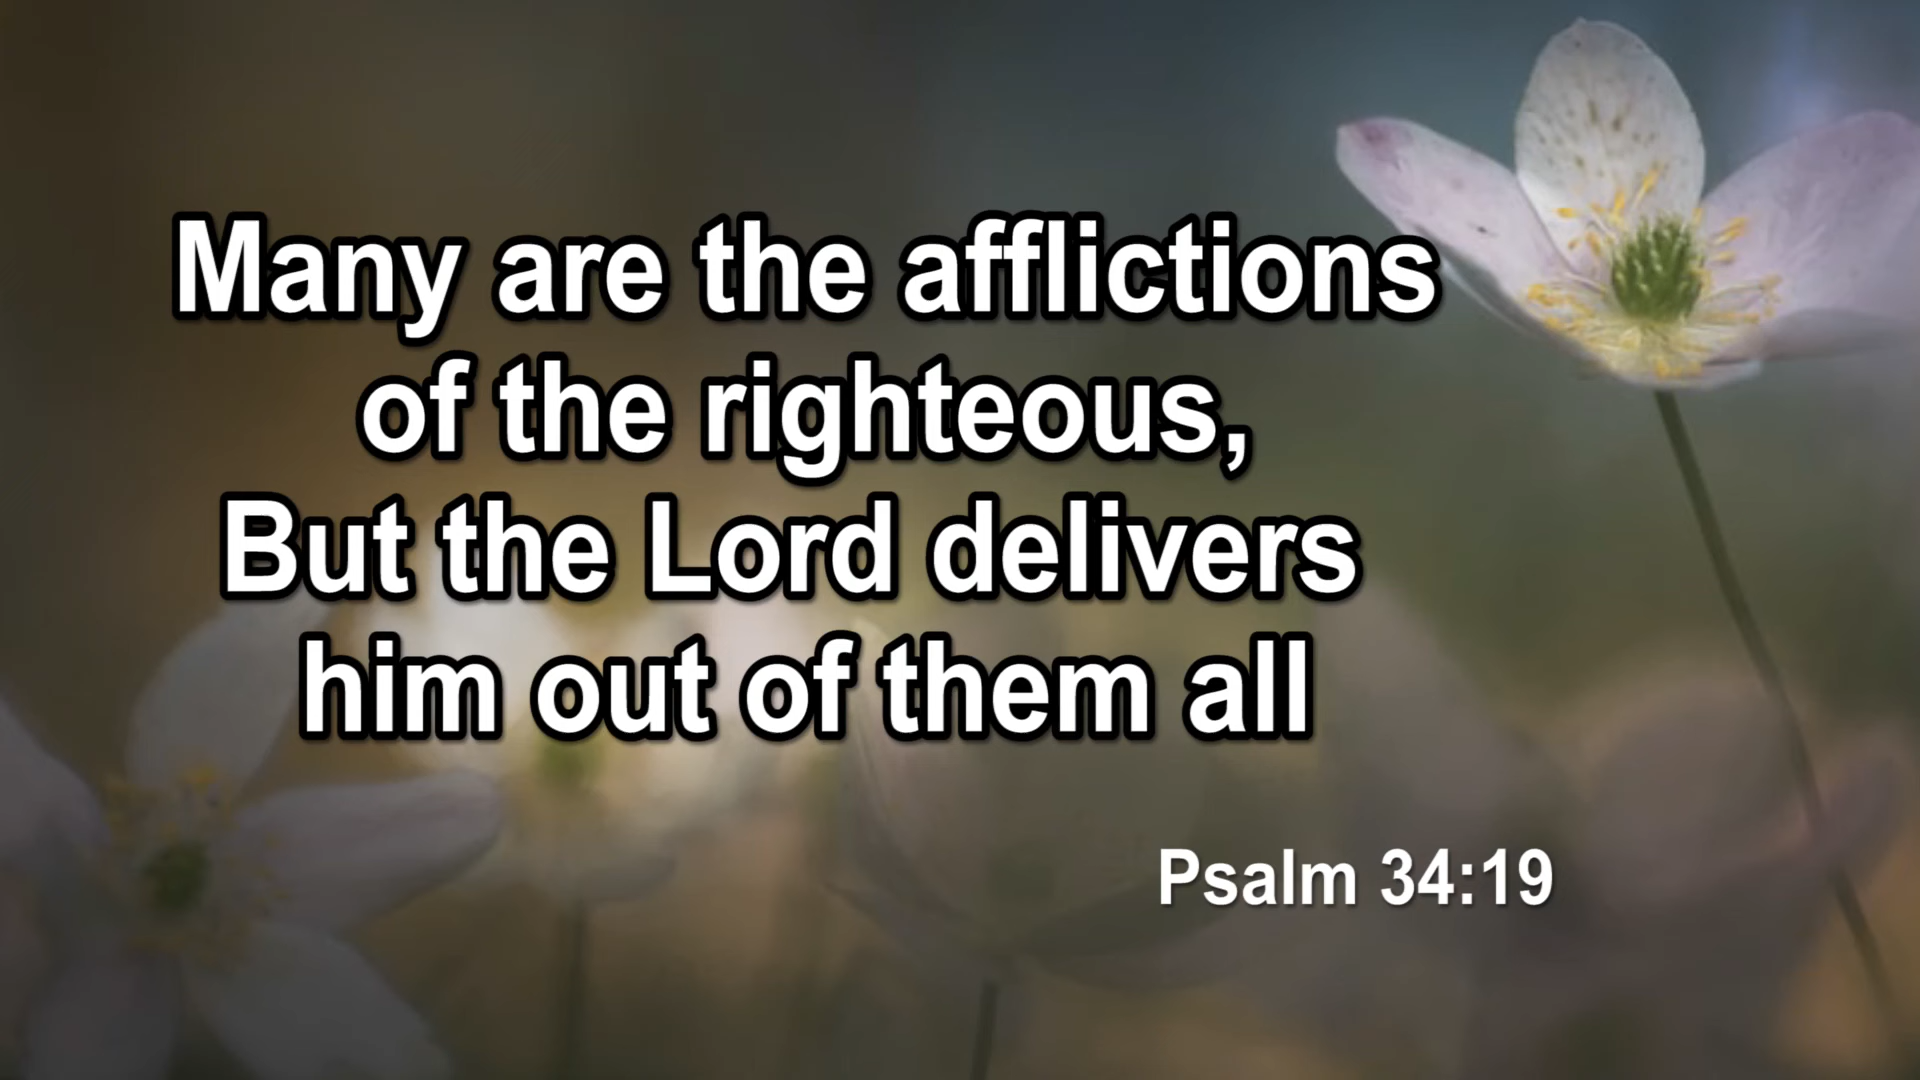 Many are the afflictions
of the righteous,
But the Lord delivers
him out of them all
Psalm 34:19